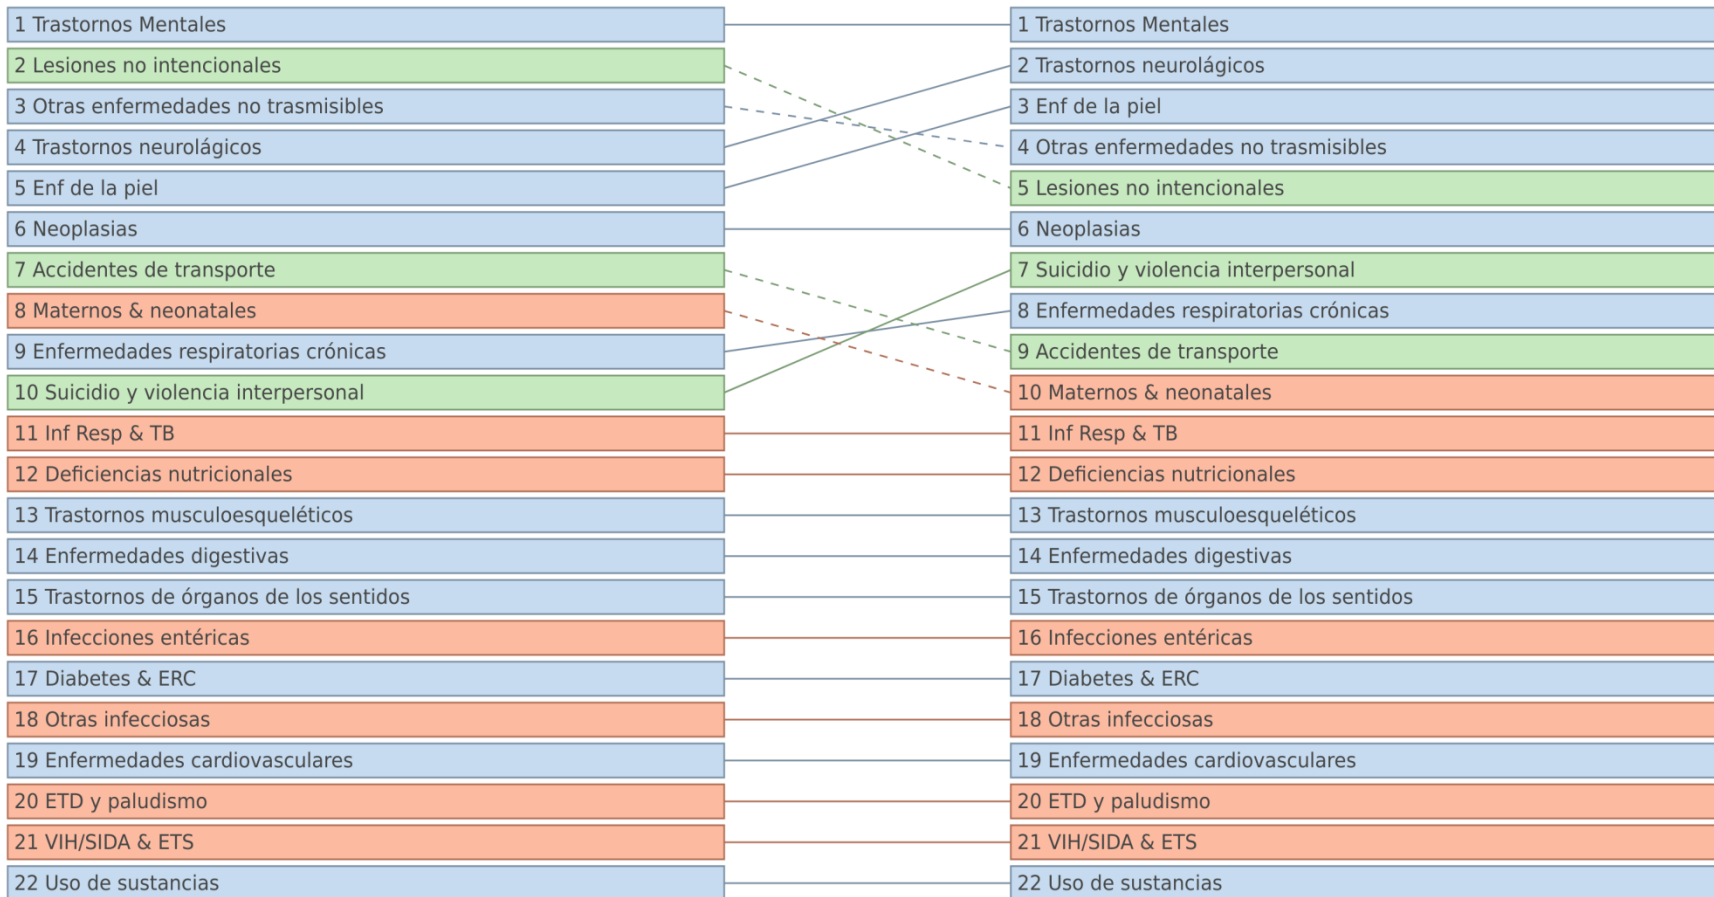 1 Trastornos Mentales
2 Lesiones no intencionales
3 Otras enfermedades no trasmisibles
4 Trastornos neurolágicos
5 Enf de la piel
6 Neoplasias
7 Accidentes de transporte
8 Maternos & neonatales
9 Enfermedades respiratorias crónicas
10 Suicidio y violencia interpersonal
11 Inf Resp & TB
12 Deficiencias nutricionales
13 Trastornos musculoesqueléticos
14 Enfermedades digestivas
15 Trastornos de órganos de los sentidos
16 Infecciones entéricas
17 Diabetes & ERC
18 Otras infecciosas
19 Enfermedades cardiovasculares
20 ETD y paludismo
21 VIH/SIDA & ETS
22 Uso de sustancias
1 Trastornos Mentales
2 Trastornos neurolágicos
3 Enf de la piel
4 Otras enfermedades no trasmisibles
5 Lesiones no intencionales
6 Neoplasias
7 Suicidio y violencia interpersonal
8 Enfermedades respiratorias crónicas
9 Accidentes de transporte
10 Maternos & neonatales
11 Inf Resp & TB
12 Deficiencias nutricionales
13 Trastornos musculoesqueléticos
14 Enfermedades digestivas
15 Trastornos de órganos de los sentidos
16 Infecciones entéricas
17 Diabetes & ERC
18 Otras infecciosas
19 Enfermedades cardiovasculares
20 ETD y paludismo
21 VIH/SIDA & ETS
22 Uso de sustancias